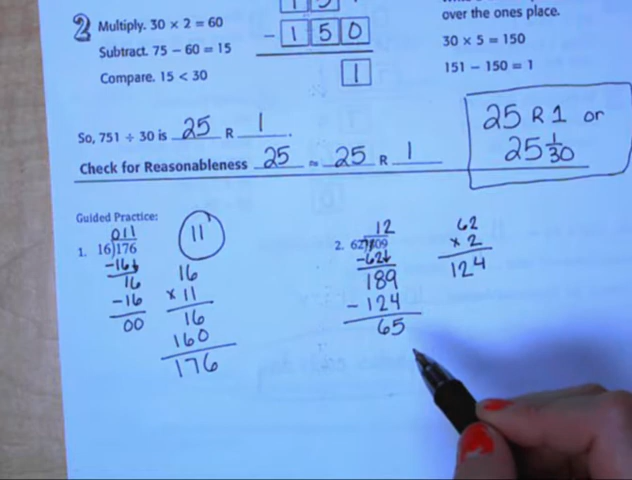 2 Multiply. 30 × 2 = 60
Subtract. 75 − 60 = 15
Compare. 15 < 30
− 1 5 0
1
over the ones place.
30 × 5 = 150
151 − 150 = 1
So, 751 ÷ 30 is 25 R 1.
Check for Reasonableness 25 ≈ 25 R 1
25 R 1 or
25 1/30
Guided Practice:
1.
011
16)176
-16↓
16
-16
00
11
16
× 11
16
160
176
2.
12
-62↓
189
- 124
65
62
× 2
124